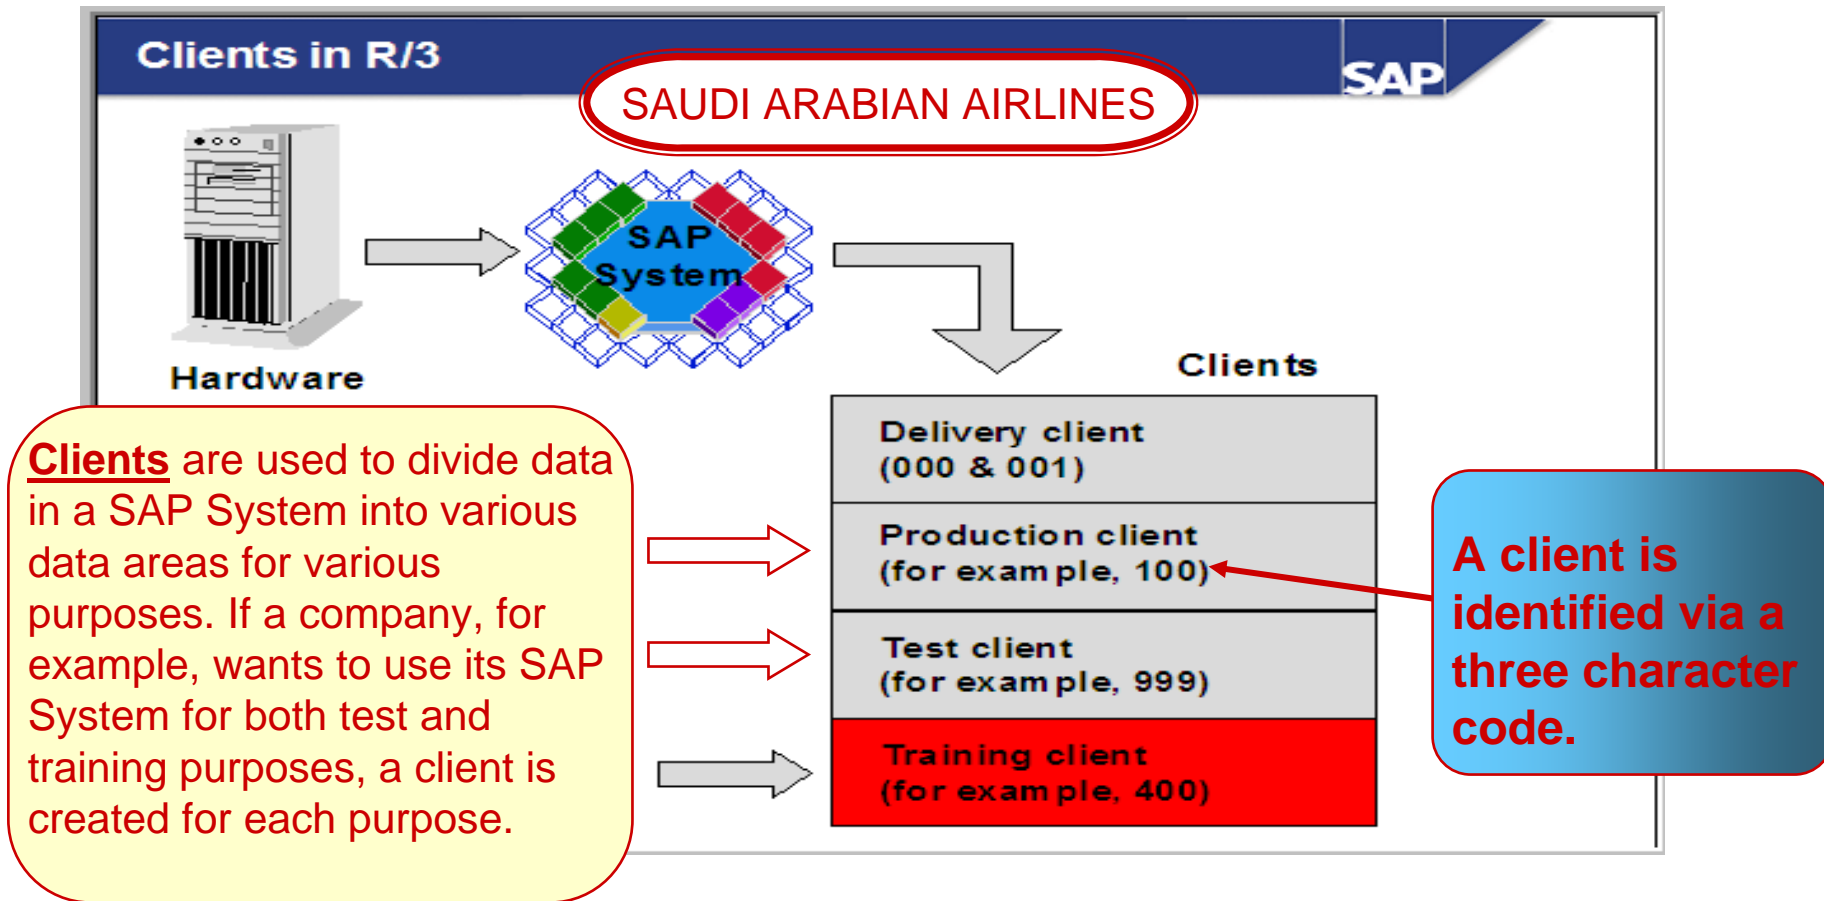 Clients in R/3
SAP
SAUDI ARABIAN AIRLINES
SAP
System
Hardware
Clients
Delivery client
(000 & 001)
Production client
(for example, 100)
Test client
(for example, 999)
Training client
(for example, 400)
Clients are used to divide data
in a SAP System into various
data areas for various
purposes. If a company, for
example, wants to use its SAP
System for both test and
training purposes, a client is
created for each purpose.
A client is
identified via a
three character
code.